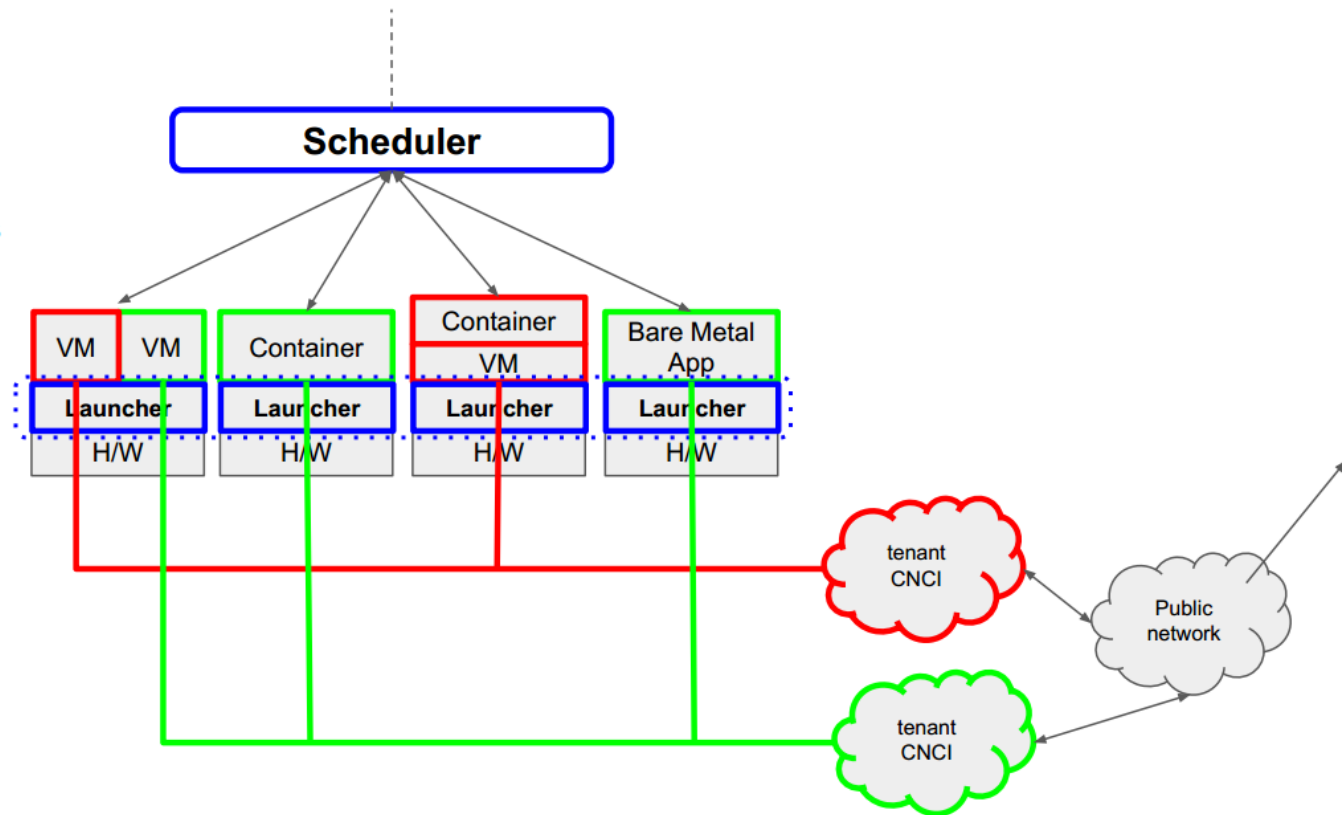 Scheduler
VM
VM
Container
Container
VM
Bare Metal
App
Launcher
Launcher
Launcher
Launcher
H/W
H/W
H/W
H/W
tenant
CNCI
Public
network
tenant
CNCI